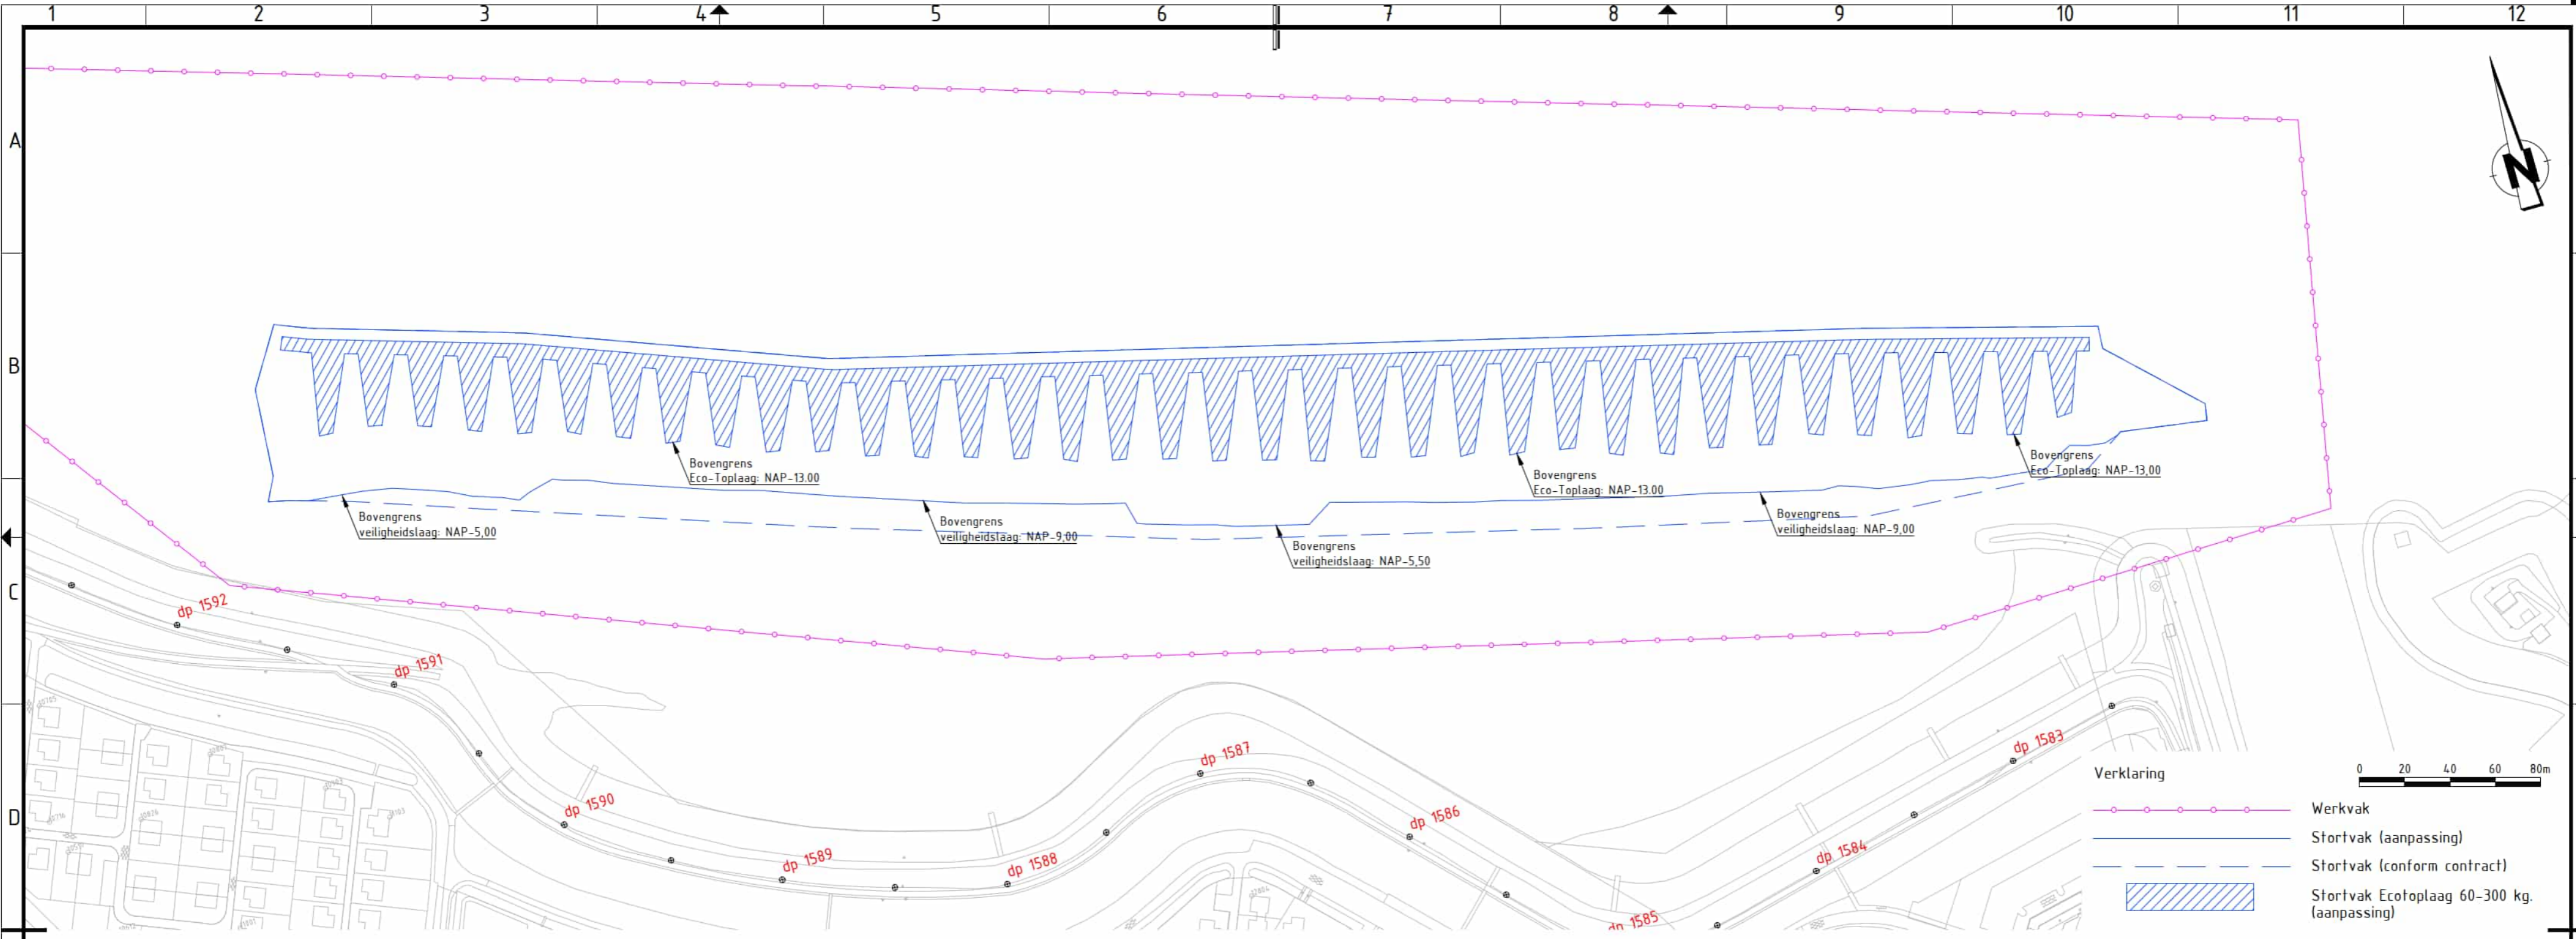 1 2 3 4 5 6 7 8 9 10 11 12
A
N
B
Bovengrens
Eco-Toplaag: NAP-13.00
Bovengrens
Eco-Toplaag: NAP-13.00
Bovengrens
Eco-Toplaag: NAP-13,00
Bovengrens
veiligheidslaag: NAP-5,00
Bovengrens
veiligheidslaag: NAP-9,00
Bovengrens
veiligheidslaag: NAP-5,50
Bovengrens
veiligheidslaag: NAP-9,00
C
dp 1592
dp 1591
dp 1590
dp 1589
dp 1588
dp 1587
dp 1586
dp 1585
dp 1584
dp 1583
D
Verklaring
0 20 40 60 80m
Werkvak
Stortvak (aanpassing)
Stortvak (conform contract)
Stortvak Ecotoplaag 60-300 kg.
(aanpassing)